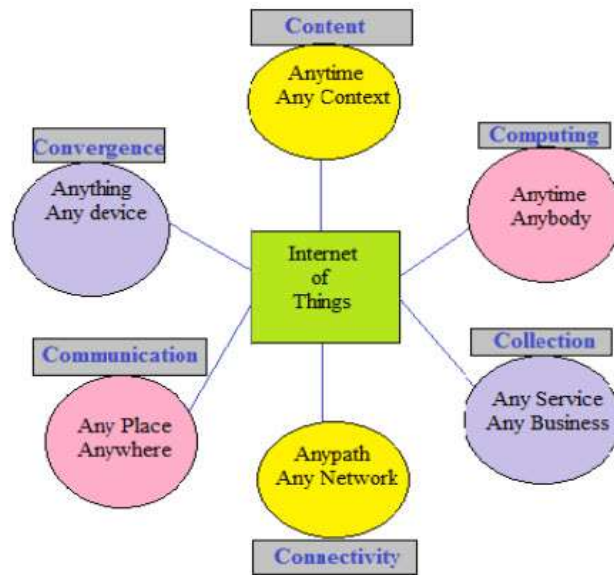 Content
Anytime
Any Context
Convergence
Anything
Any device
Computing
Anytime
Anybody
Internet
of
Things
Communication
Any Place
Anywhere
Collection
Any Service
Any Business
Anypath
Any Network
Connectivity